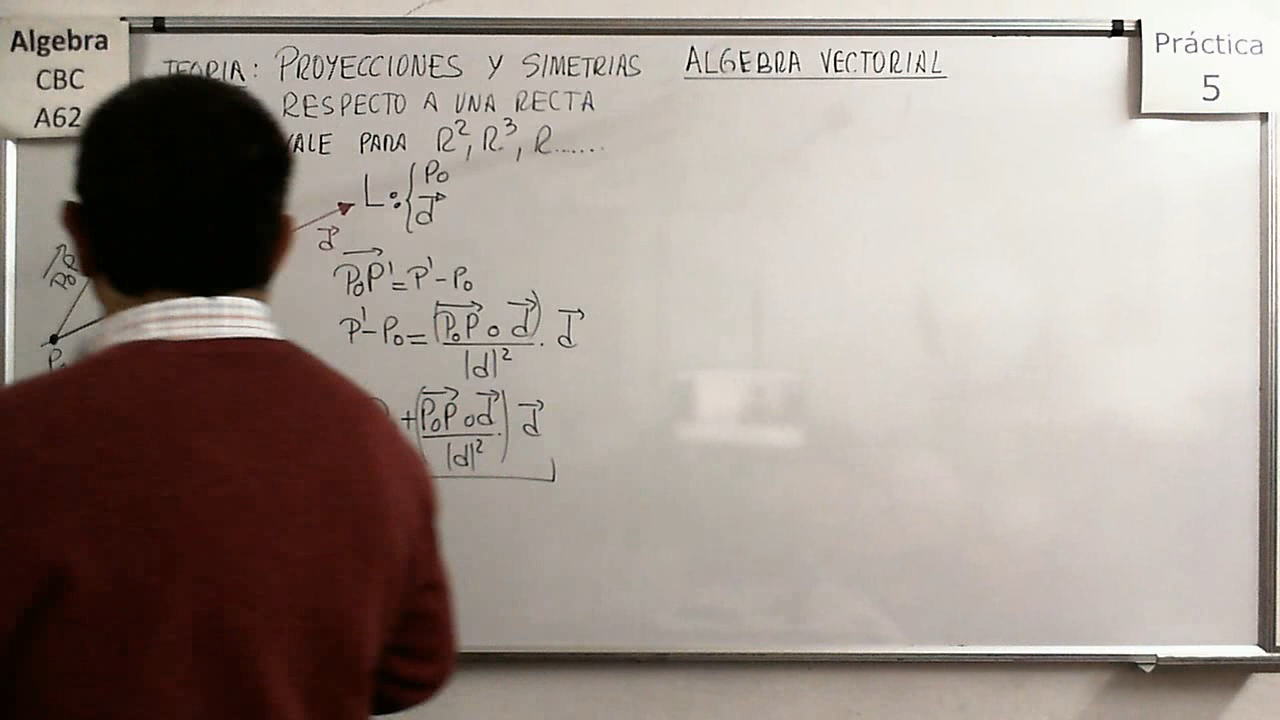 Algebra
CBC
A62
Práctica
5
TEORIA: PROYECCIONES Y SIMETRIAS ALGEBRA VECTORIAL
RESPECTO A UNA RECTA
VALE PARA R², R³, R......
L: { P₀
d⃗
d⃗
P₀P⃗
P₀P'⃗ = P' - P₀
P' - P₀ = (P₀P⃗ ∘ d⃗) / |d|² . d⃗
+ (P₀P⃗ ∘ d⃗ / |d|²) d⃗